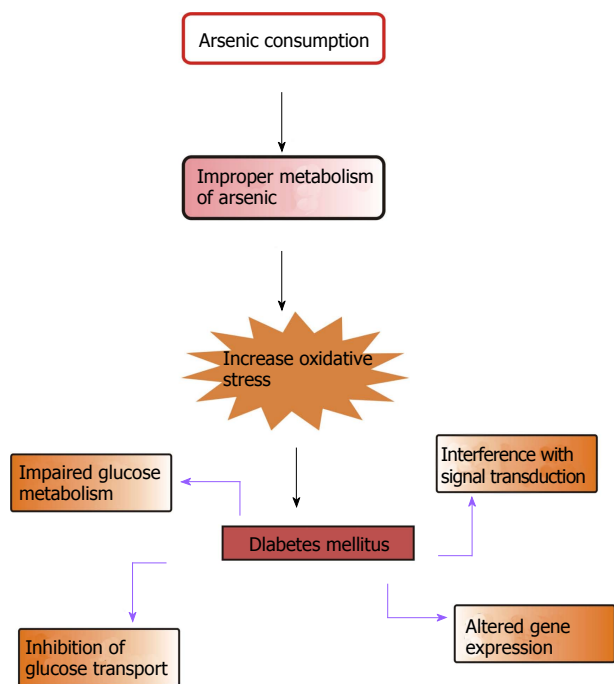 Arsenic consumption
Improper metabolism
of arsenic
Increase oxidative
stress
Impaired glucose
metabolism
Interference with
signal transduction
Dlabetes mellitus
Inhibition of
glucose transport
Altered gene
expression